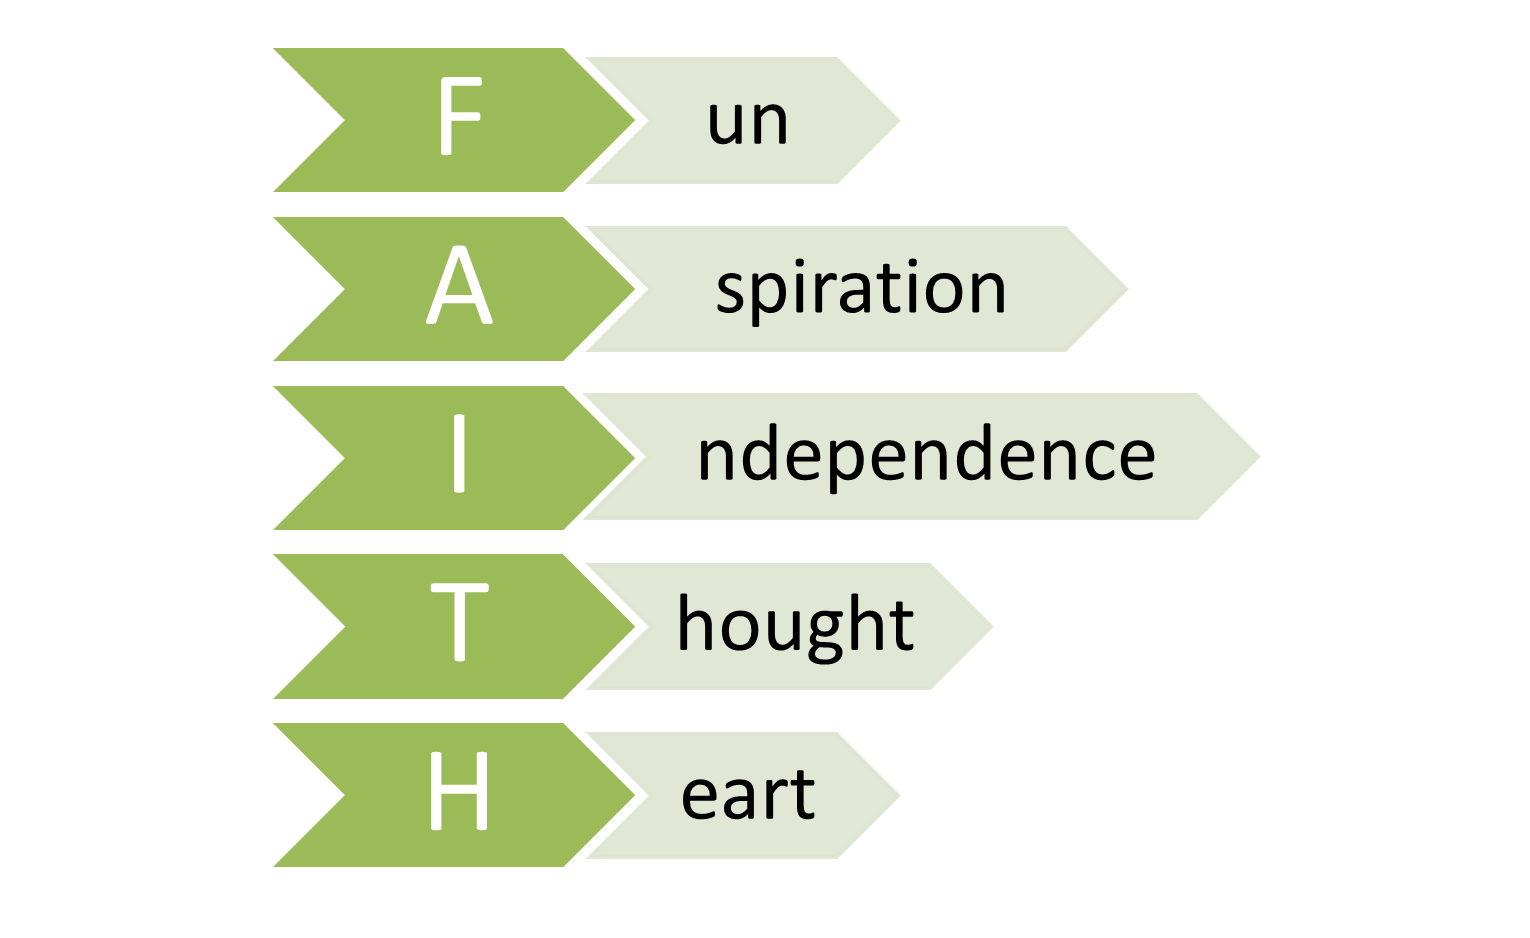 F un
A spiration
I ndependence
T hought
H eart